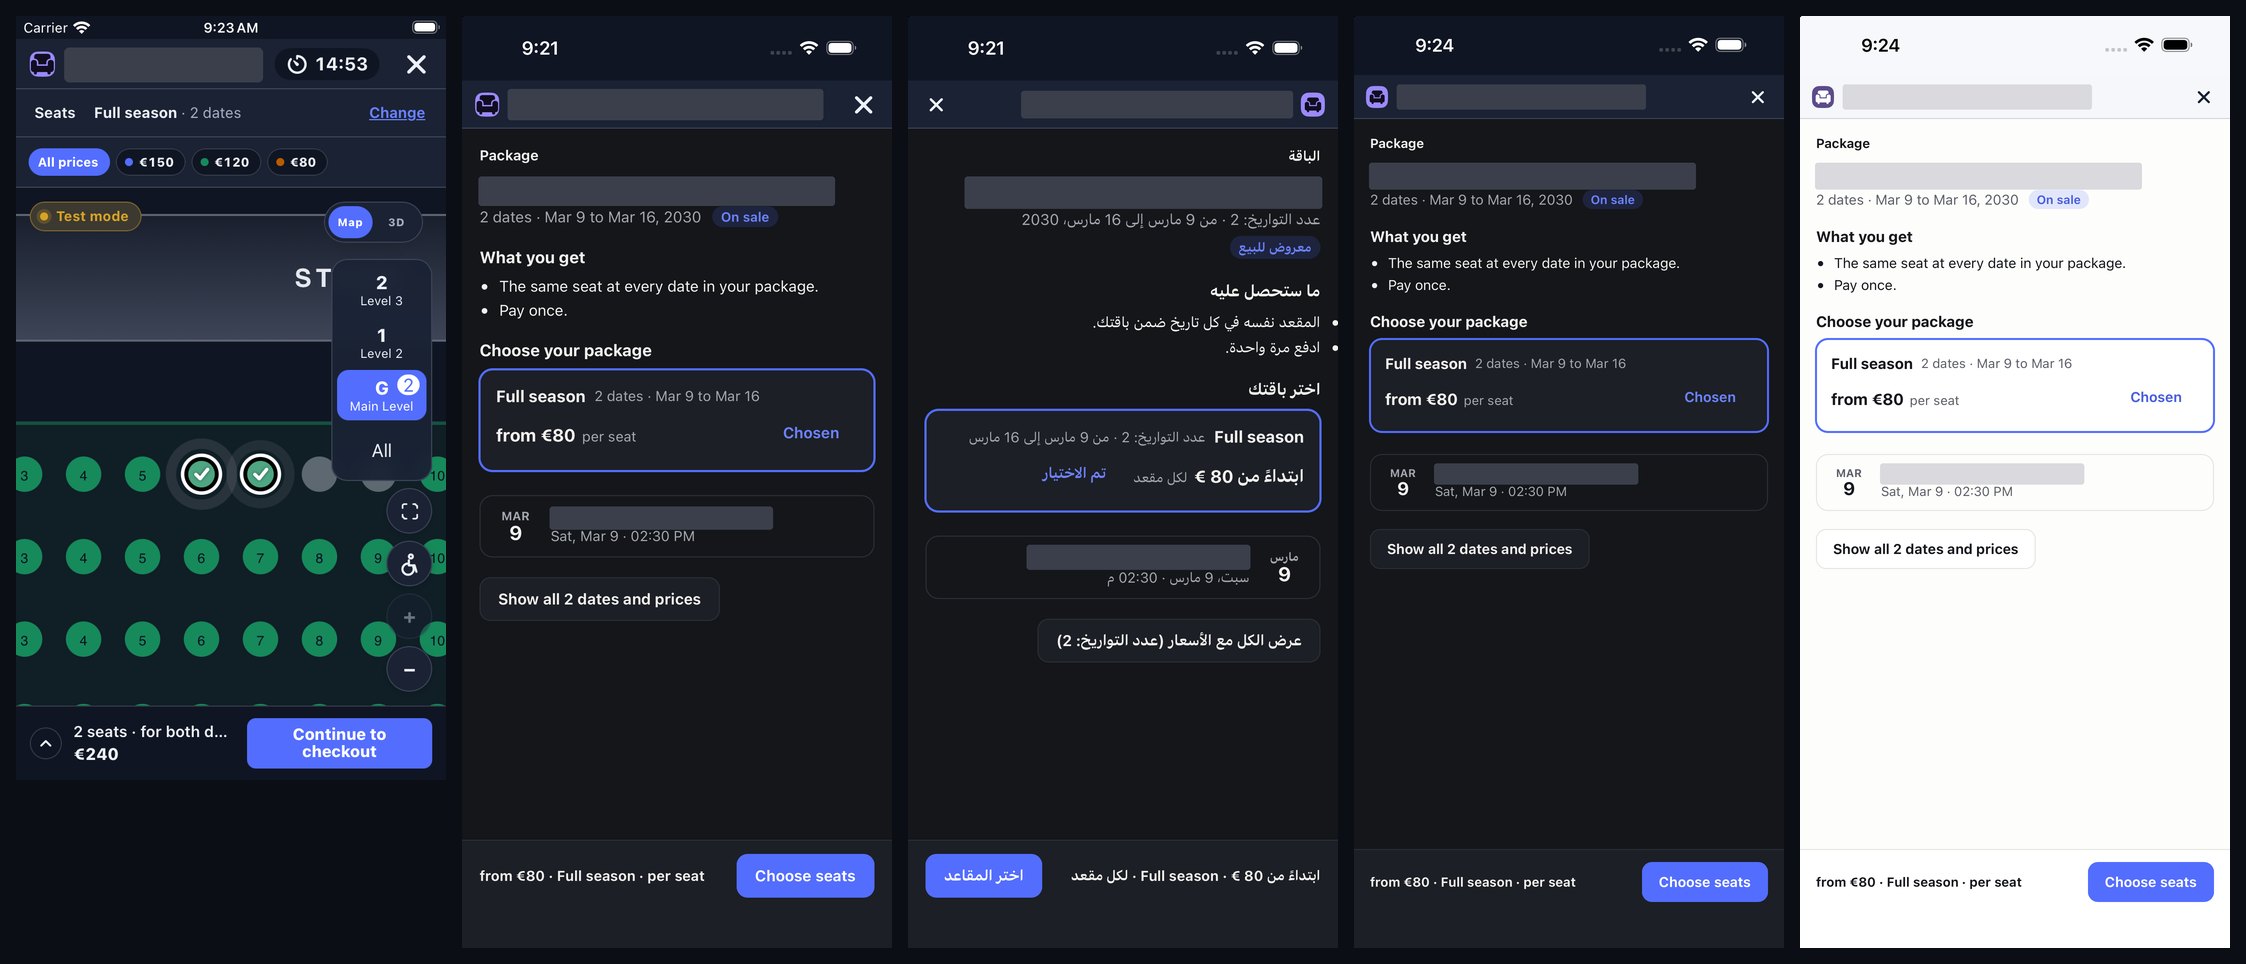 Carrier 9:23 AM
14:53
Seats Full season · 2 dates Change
All prices €150 €120 €80
Test mode Map 3D
ST
2
Level 3
1
Level 2
G 2
Main Level
All
3 4 5 10
3 4 5 6 7 8 9 10
+
3 4 5 6 7 8 9 10
−
2 seats · for both d...
€240
Continue to
checkout
9:21
Package
2 dates · Mar 9 to Mar 16, 2030 On sale
What you get
• The same seat at every date in your package.
• Pay once.
Choose your package
Full season 2 dates · Mar 9 to Mar 16
from €80 per seat Chosen
MAR
9
Sat, Mar 9 · 02:30 PM
Show all 2 dates and prices
from €80 · Full season · per seat Choose seats
9:21
الباقة
عدد التواريخ: 2 · من 9 مارس إلى 16 مارس، 2030
معروض للبيع
ما ستحصل عليه
• المقعد نفسه في كل تاريخ ضمن باقتك.
• ادفع مرة واحدة.
اختر باقتك
Full season عدد التواريخ: 2 · من 9 مارس إلى 16 مارس
ابتداءً من 80 € لكل مقعد تم الاختيار
مارس
9
سبت، 9 مارس · 02:30 م
عرض الكل مع الأسعار (عدد التواريخ: 2)
ابتداءً من 80 € · Full season · لكل مقعد اختر المقاعد
9:24
Package
2 dates · Mar 9 to Mar 16, 2030 On sale
What you get
• The same seat at every date in your package.
• Pay once.
Choose your package
Full season 2 dates · Mar 9 to Mar 16
from €80 per seat Chosen
MAR
9
Sat, Mar 9 · 02:30 PM
Show all 2 dates and prices
from €80 · Full season · per seat Choose seats
9:24
Package
2 dates · Mar 9 to Mar 16, 2030 On sale
What you get
• The same seat at every date in your package.
• Pay once.
Choose your package
Full season 2 dates · Mar 9 to Mar 16
from €80 per seat Chosen
MAR
9
Sat, Mar 9 · 02:30 PM
Show all 2 dates and prices
from €80 · Full season · per seat Choose seats